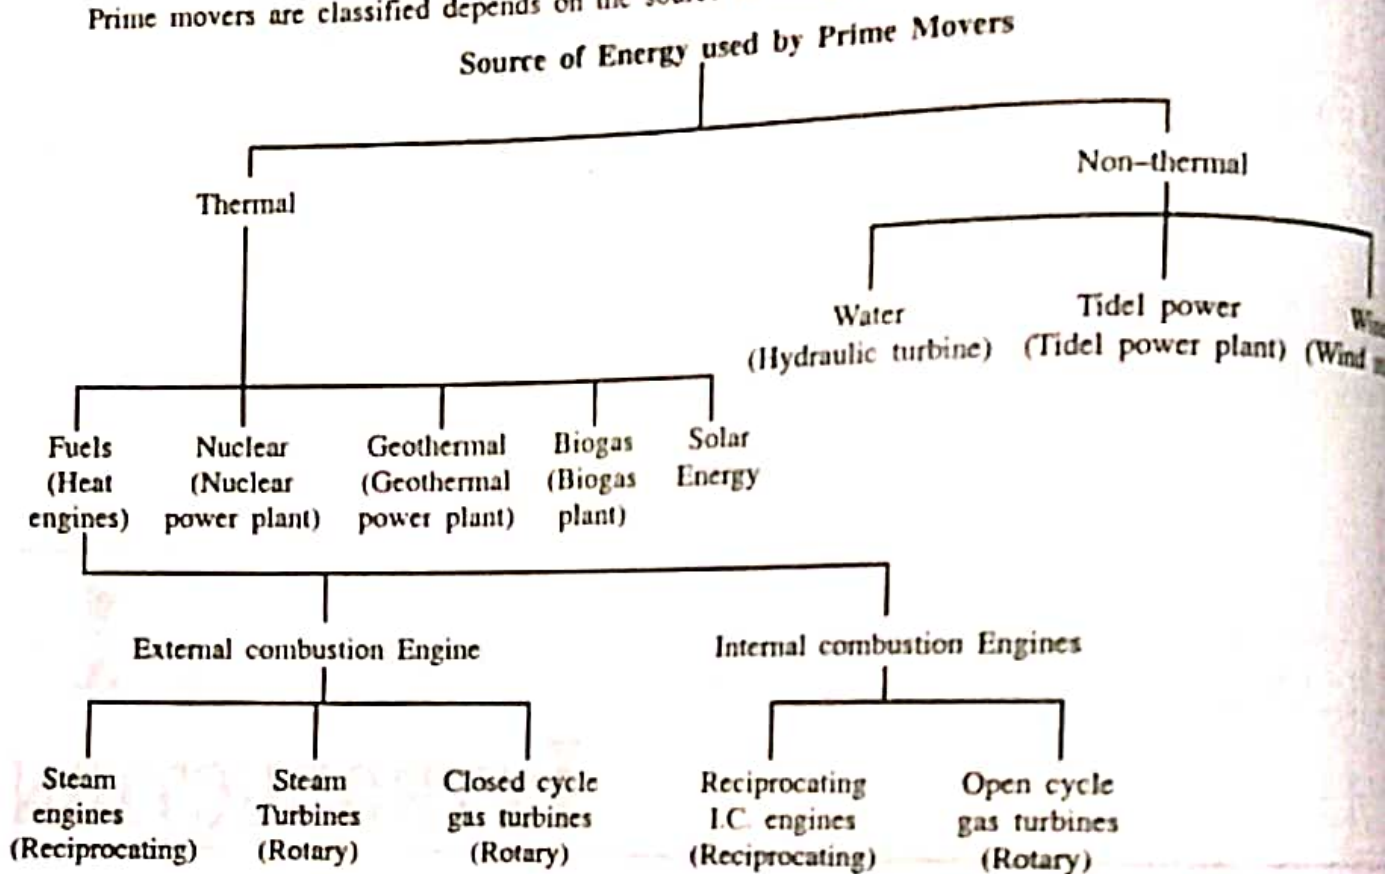 Prime movers are classified depends on the
Source of Energy used by Prime Movers
Thermal
Non-thermal
Water
(Hydraulic turbine)
Tidel power
(Tidel power plant)
(Wind
Fuels
(Heat
engines)
Nuclear
(Nuclear
power plant)
Geothermal
(Geothermal
power plant)
Biogas
(Biogas
plant)
Solar
Energy
External combustion Engine
Internal combustion Engines
Steam
engines
(Reciprocating)
Steam
Turbines
(Rotary)
Closed cycle
gas turbines
(Rotary)
Reciprocating
I.C. engines
(Reciprocating)
Open cycle
gas turbines
(Rotary)